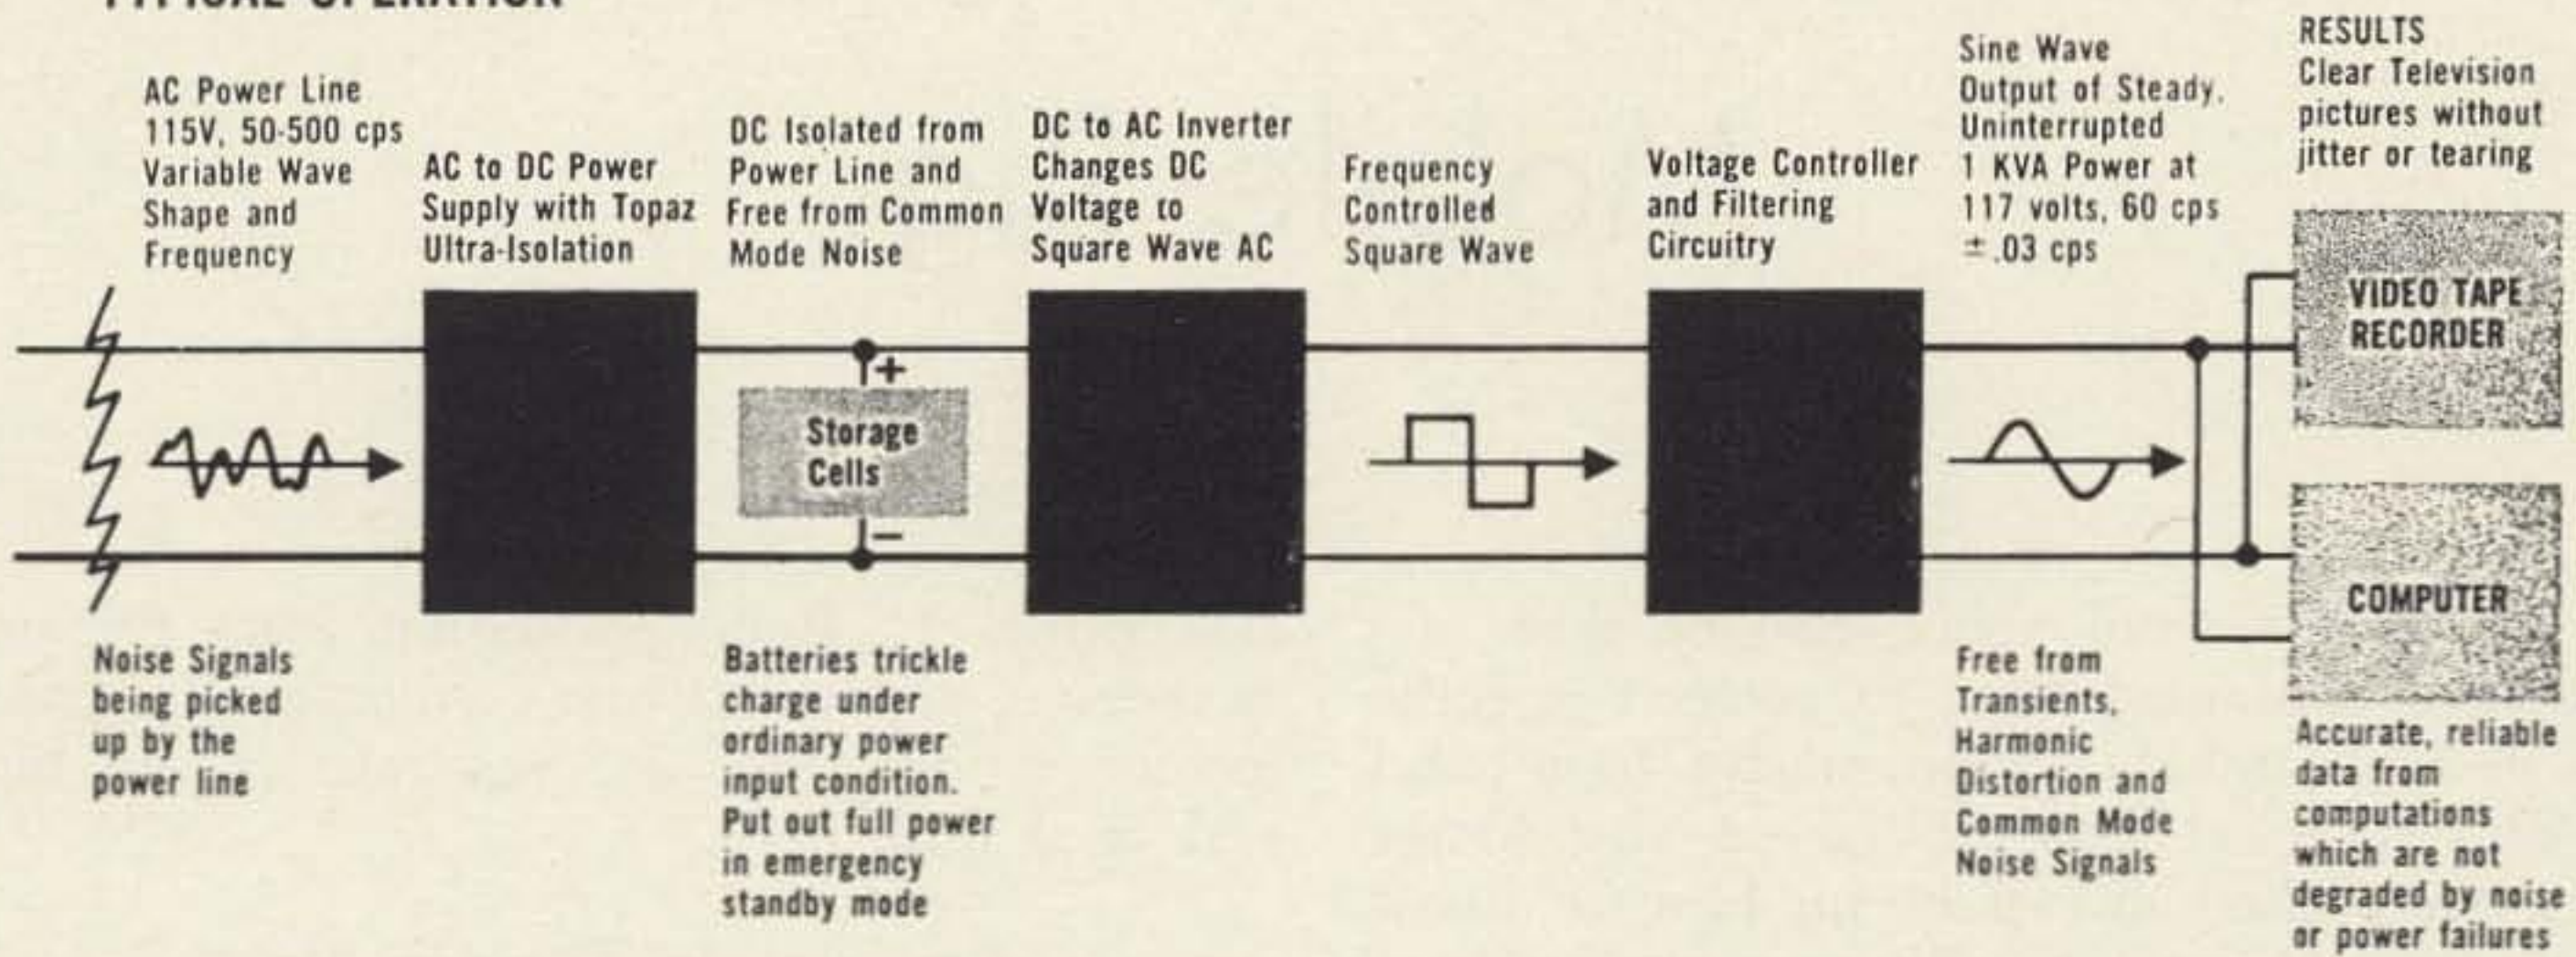 TYPICAL OPERATION
AC Power Line
115V, 50-500 cps
Variable Wave
Shape and
Frequency
AC to DC Power
Supply with Topaz
Ultra-Isolation
DC Isolated from
Power Line and
Free from Common
Mode Noise
DC to AC Inverter
Changes DC
Voltage to
Square Wave AC
Frequency
Controlled
Square Wave
Voltage Controller
and Filtering
Circuitry
Sine Wave
Output of Steady,
Uninterrupted
1 KVA Power at
117 volts, 60 cps
± .03 cps
RESULTS
Clear Television
pictures without
jitter or tearing
VIDEO TAPE
RECORDER
+
Storage
Cells
−
COMPUTER
Noise Signals
being picked
up by the
power line
Batteries trickle
charge under
ordinary power
input condition.
Put out full power
in emergency
standby mode
Free from
Transients,
Harmonic
Distortion and
Common Mode
Noise Signals
Accurate, reliable
data from
computations
which are not
degraded by noise
or power failures